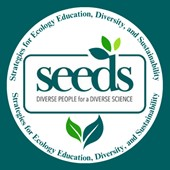 Strategies for Ecology Education, Diversity, and Sustainability
seeds
DIVERSE PEOPLE for a DIVERSE SCIENCE
Strategies for Ecology Education, Diversity, and Sustainability